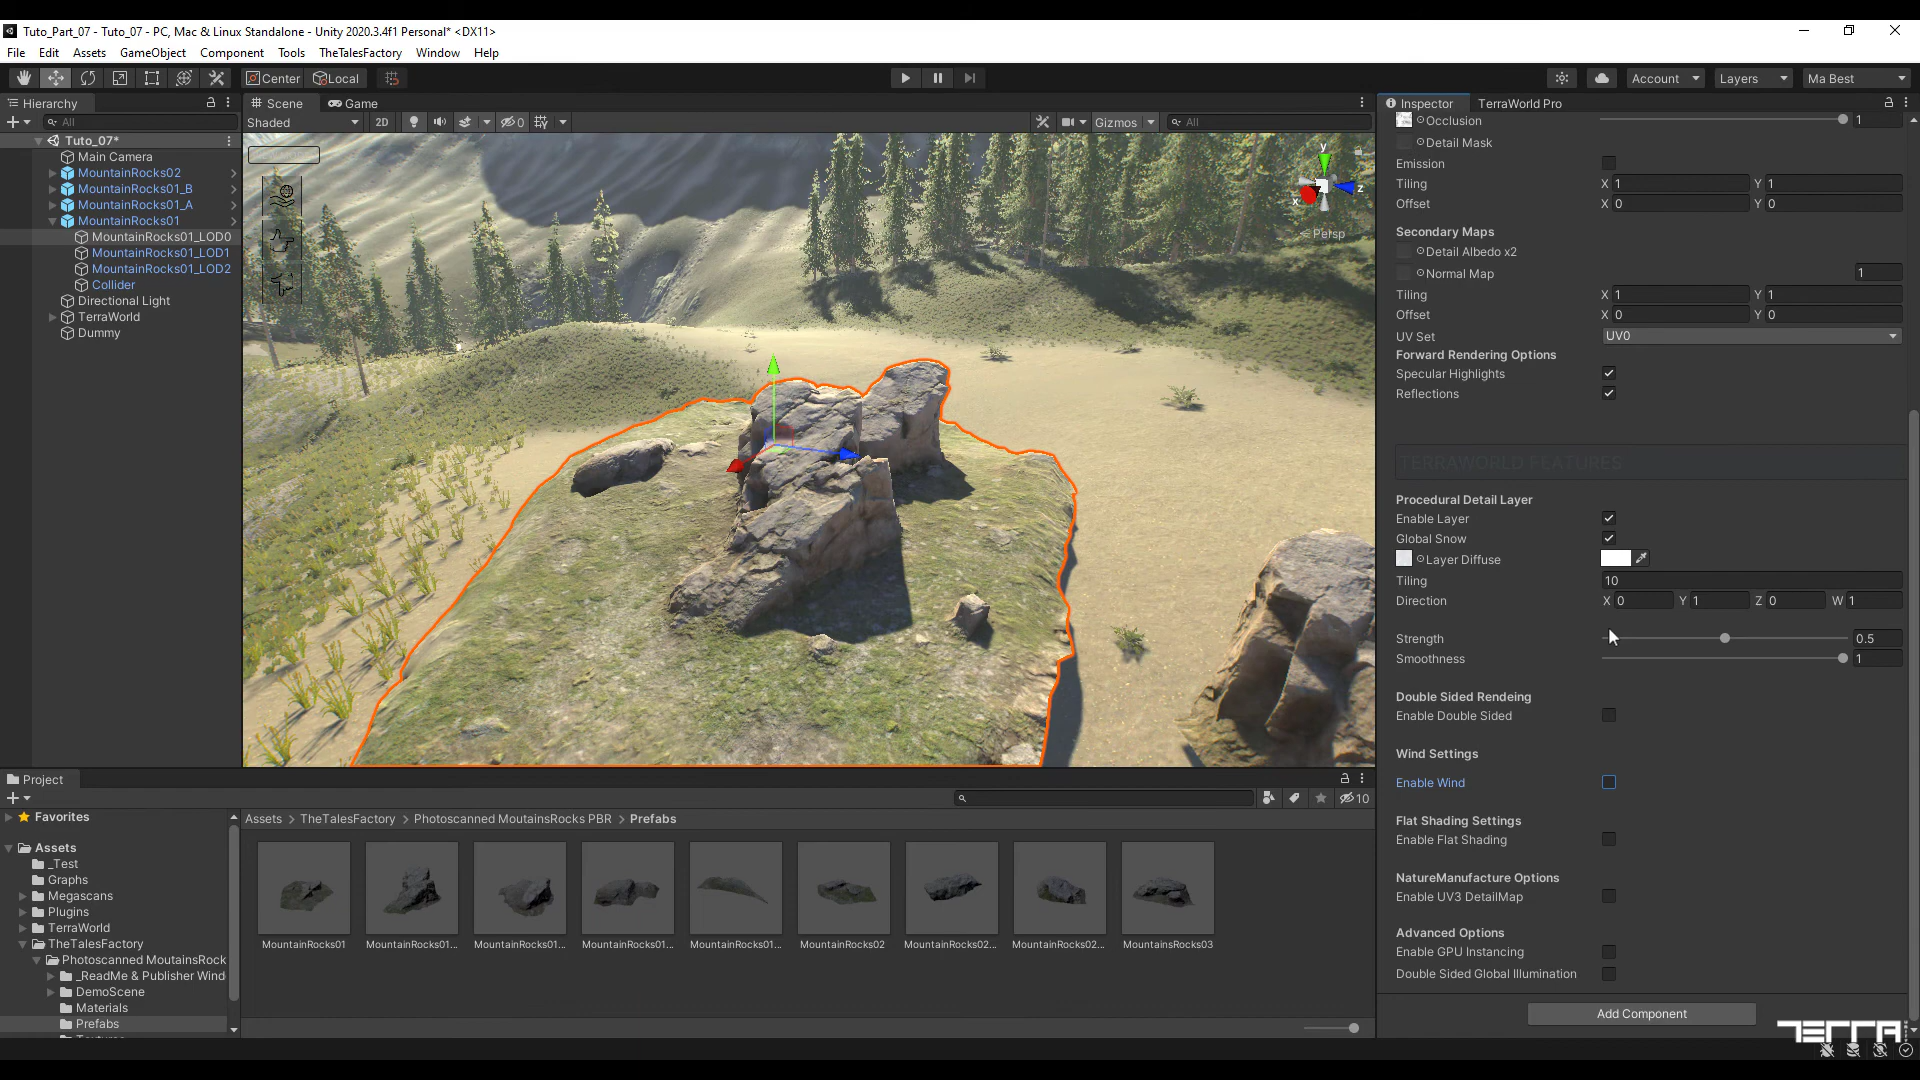 Tuto_Part_07 - Tuto_07 - PC, Mac & Linux Standalone - Unity 2020.3.4f1 Personal* <DX11>
File Edit Assets GameObject Component Tools TheTalesFactory Window Help
Center Local Account Layers Ma Best
Hierarchy
All
Tuto_07*
Main Camera
MountainRocks02
MountainRocks01_B
MountainRocks01_A
MountainRocks01
MountainRocks01_LOD0
MountainRocks01_LOD1
MountainRocks01_LOD2
Collider
Directional Light
TerraWorld
Dummy
Scene Game
Shaded 2D 0 Gizmos All
y
x z
Persp
Inspector TerraWorld Pro
Occlusion 1
Detail Mask
Emission
Tiling X 1 Y 1
Offset X 0 Y 0
Secondary Maps
Detail Albedo x2
Normal Map 1
Tiling X 1 Y 1
Offset X 0 Y 0
UV Set UV0
Forward Rendering Options
Specular Highlights
Reflections
TERRAWORLD FEATURES
Procedural Detail Layer
Enable Layer
Global Snow
Layer Diffuse
Tiling 10
Direction X 0 Y 1 Z 0 W 1
Strength 0.5
Smoothness 1
Double Sided Rendeing
Enable Double Sided
Wind Settings
Enable Wind
Flat Shading Settings
Enable Flat Shading
NatureManufacture Options
Enable UV3 DetailMap
Advanced Options
Enable GPU Instancing
Double Sided Global Illumination
Add Component
TERRA
Project
10
Favorites
Assets
_Test
Graphs
Megascans
Plugins
TerraWorld
TheTalesFactory
Photoscanned MoutainsRock
_ReadMe & Publisher Wind
DemoScene
Materials
Prefabs
Assets > TheTalesFactory > Photoscanned MoutainsRocks PBR > Prefabs
MountainRocks01 MountainRocks01... MountainRocks01... MountainRocks01... MountainRocks01... MountainRocks02 MountainRocks02... MountainRocks02... MountainsRocks03